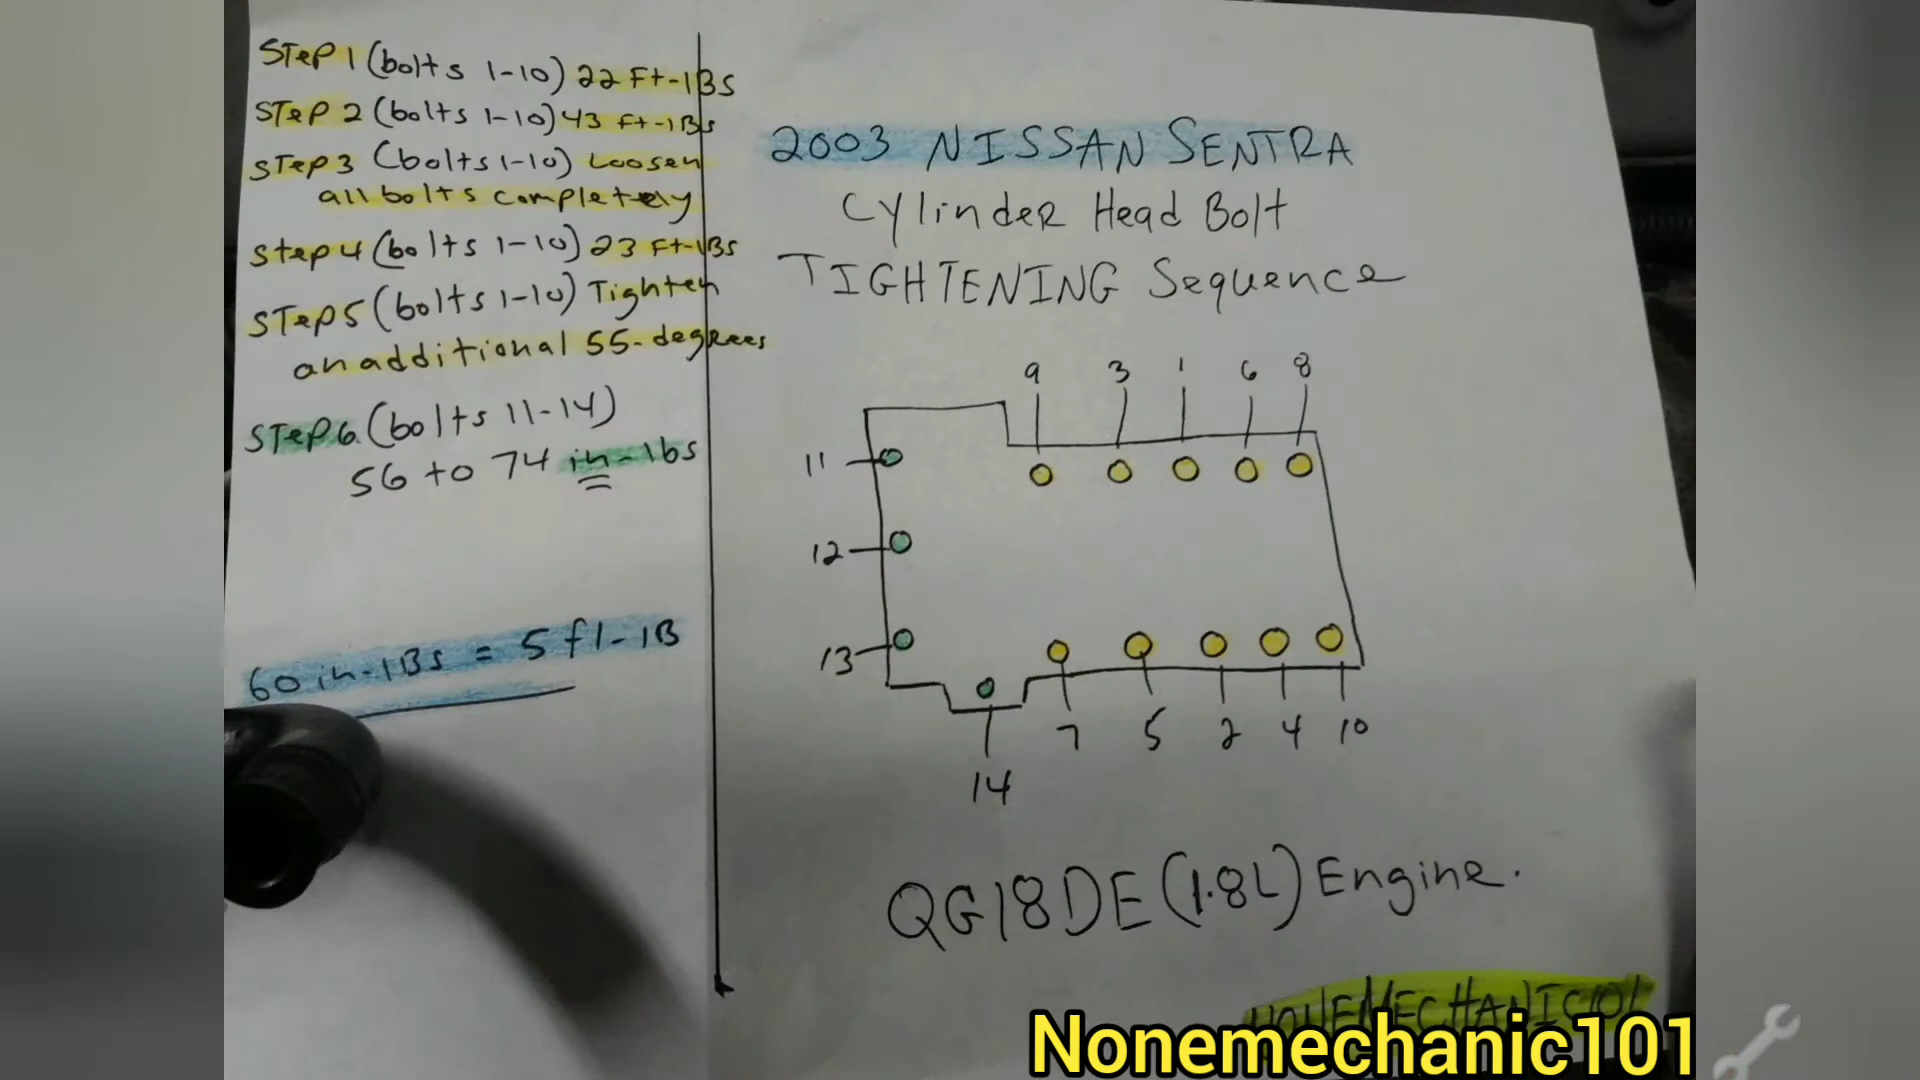 STEP 1 (bolts 1-10) 22 Ft-lBS
STEP 2 (bolts 1-10) 43 Ft-lBs
STEP 3 (bolts 1-10) Loosen
all bolts completely
Step 4 (bolts 1-10) 23 Ft-lBS
STEP 5 (bolts 1-10) Tighten
an additional 55-degrees
STEP 6. (bolts 11-14)
56 to 74 in-lbs
60 in-lBs = 5 ft-lB
2003 NISSAN SENTRA
Cylinder Head Bolt
TIGHTENING Sequence
9 3 1 6 8
11
12
13
7 5 2 4 10
14
QG18DE (1.8L) Engine.
NONEMECHANIC101
Nonemechanic101